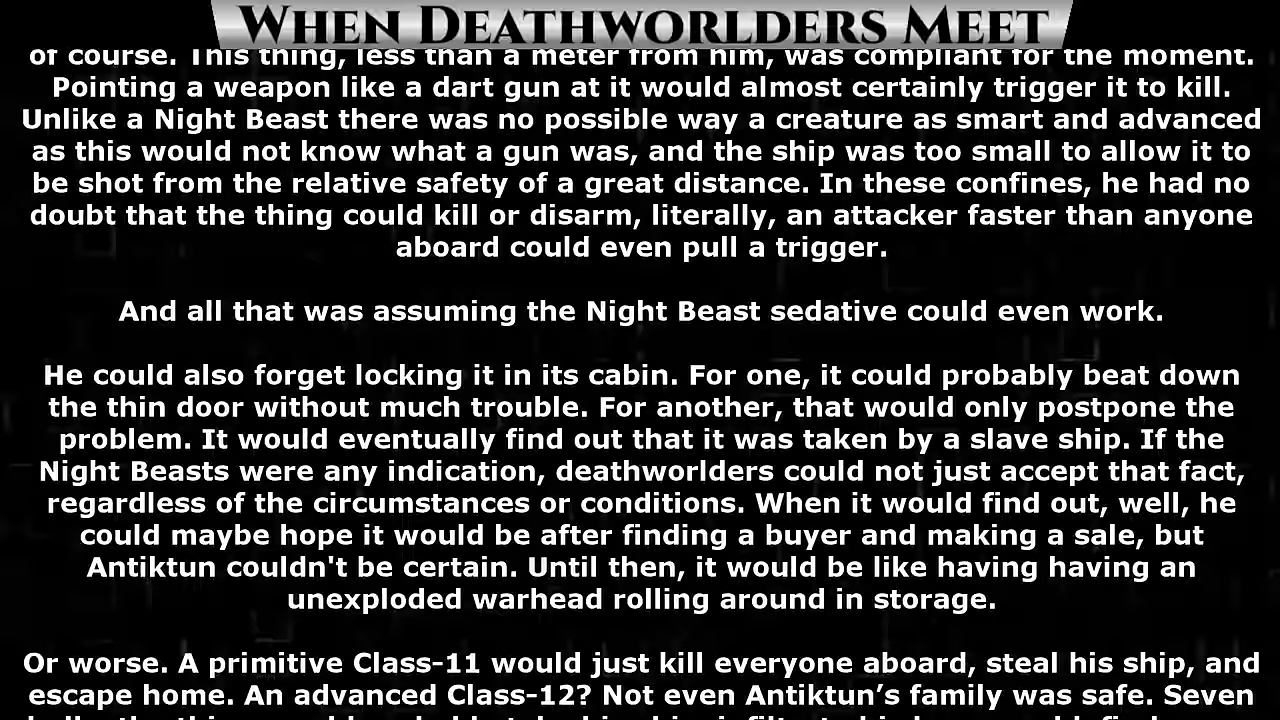 When Deathworlders Meet
of course. This thing, less than a meter from him, was compliant for the moment.
Pointing a weapon like a dart gun at it would almost certainly trigger it to kill.
Unlike a Night Beast there was no possible way a creature as smart and advanced
as this would not know what a gun was, and the ship was too small to allow it to
be shot from the relative safety of a great distance. In these confines, he had no
doubt that the thing could kill or disarm, literally, an attacker faster than anyone
aboard could even pull a trigger.
And all that was assuming the Night Beast sedative could even work.
He could also forget locking it in its cabin. For one, it could probably beat down
the thin door without much trouble. For another, that would only postpone the
problem. It would eventually find out that it was taken by a slave ship. If the
Night Beasts were any indication, deathworlders could not just accept that fact,
regardless of the circumstances or conditions. When it would find out, well, he
could maybe hope it would be after finding a buyer and making a sale, but
Antiktun couldn't be certain. Until then, it would be like having having an
unexploded warhead rolling around in storage.
Or worse. A primitive Class-11 would just kill everyone aboard, steal his ship, and
escape home. An advanced Class-12? Not even Antiktun’s family was safe. Seven